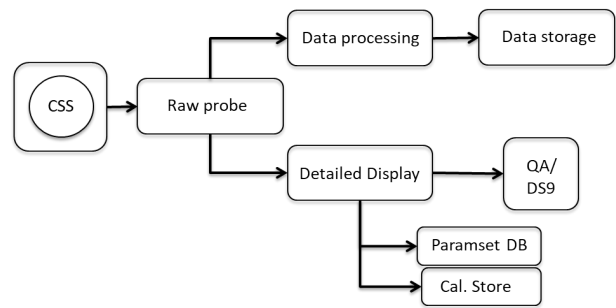 Data processing
Data storage
CSS
Raw probe
Detailed Display
QA/
DS9
Paramset DB
Cal. Store